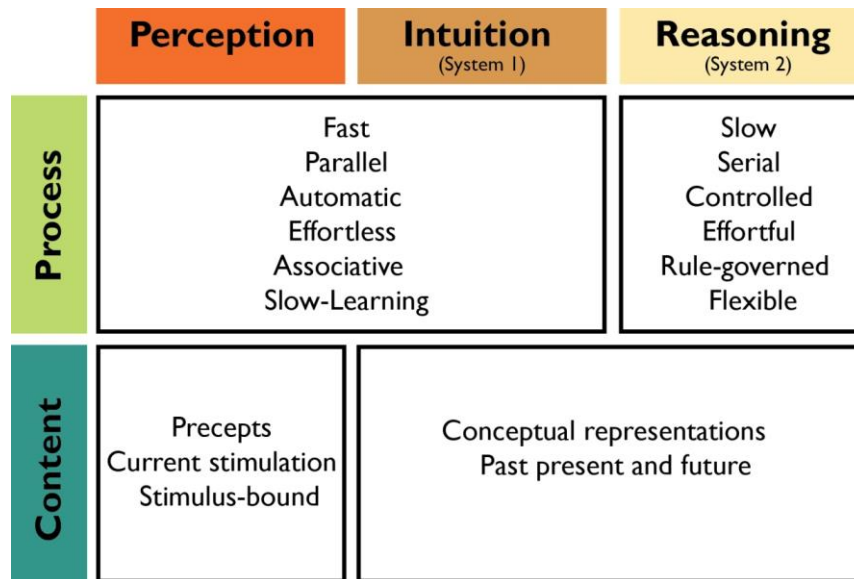 Perception
Intuition
(System 1)
Reasoning
(System 2)
Process
Fast
Parallel
Automatic
Effortless
Associative
Slow-Learning
Slow
Serial
Controlled
Effortful
Rule-governed
Flexible
Content
Precepts
Current stimulation
Stimulus-bound
Conceptual representations
Past present and future